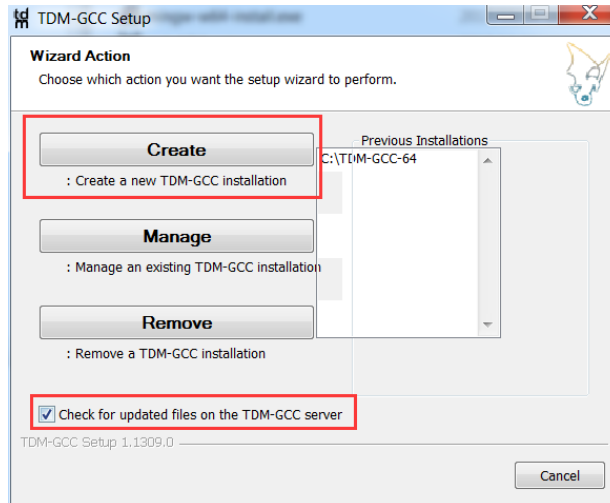 TDM-GCC Setup
Wizard Action
Choose which action you want the setup wizard to perform.
Create
: Create a new TDM-GCC installation
Previous Installations
C:\TDM-GCC-64
Manage
: Manage an existing TDM-GCC installation
Remove
: Remove a TDM-GCC installation
Check for updated files on the TDM-GCC server
TDM-GCC Setup 1.1309.0
Cancel